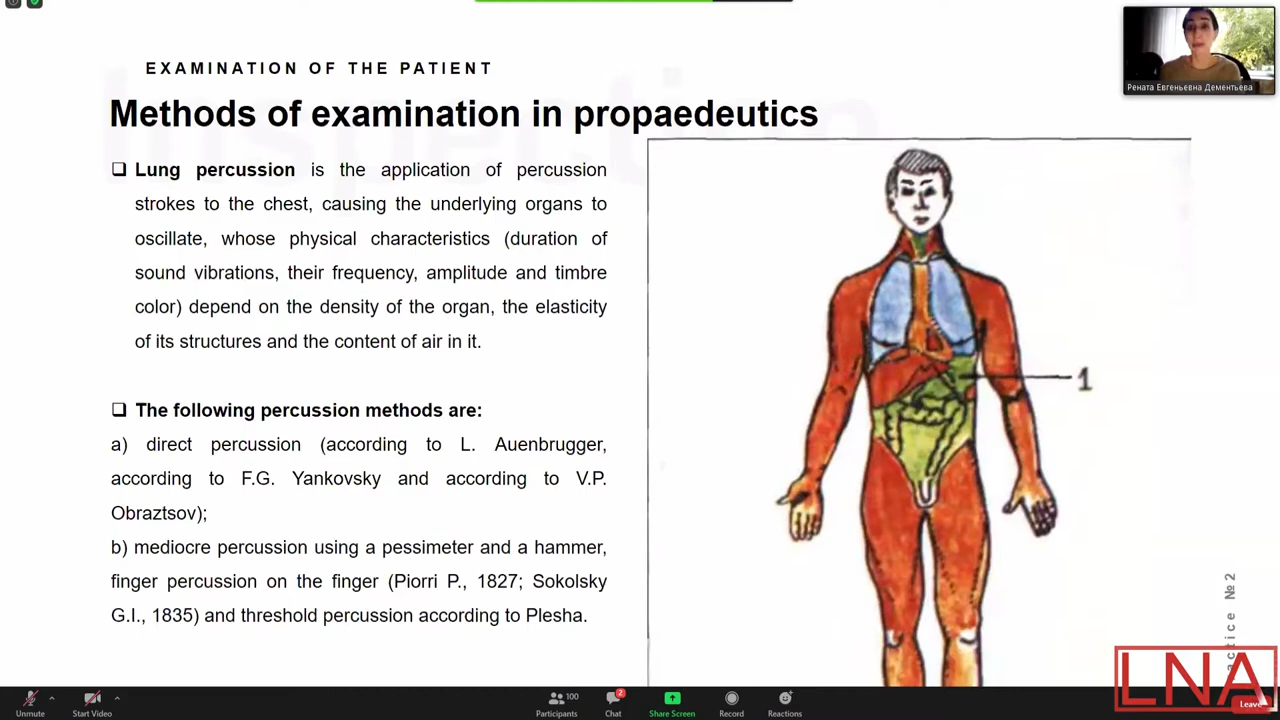 EXAMINATION OF THE PATIENT
Methods of examination in propaedeutics
Lung percussion is the application of percussion
strokes to the chest, causing the underlying organs to
oscillate, whose physical characteristics (duration of
sound vibrations, their frequency, amplitude and timbre
color) depend on the density of the organ, the elasticity
of its structures and the content of air in it.
The following percussion methods are:
a) direct percussion (according to L. Auenbrugger,
according to F.G. Yankovsky and according to V.P.
Obraztsov);
b) mediocre percussion using a pessimeter and a hammer,
finger percussion on the finger (Piorri P., 1827; Sokolsky
G.I., 1835) and threshold percussion according to Plesha.
1
Рената Евгеньевна Дементьева
actice №2
LNA
Unmute
Start Video
100
Participants
2
Chat
Share Screen
Record
Reactions
Leave